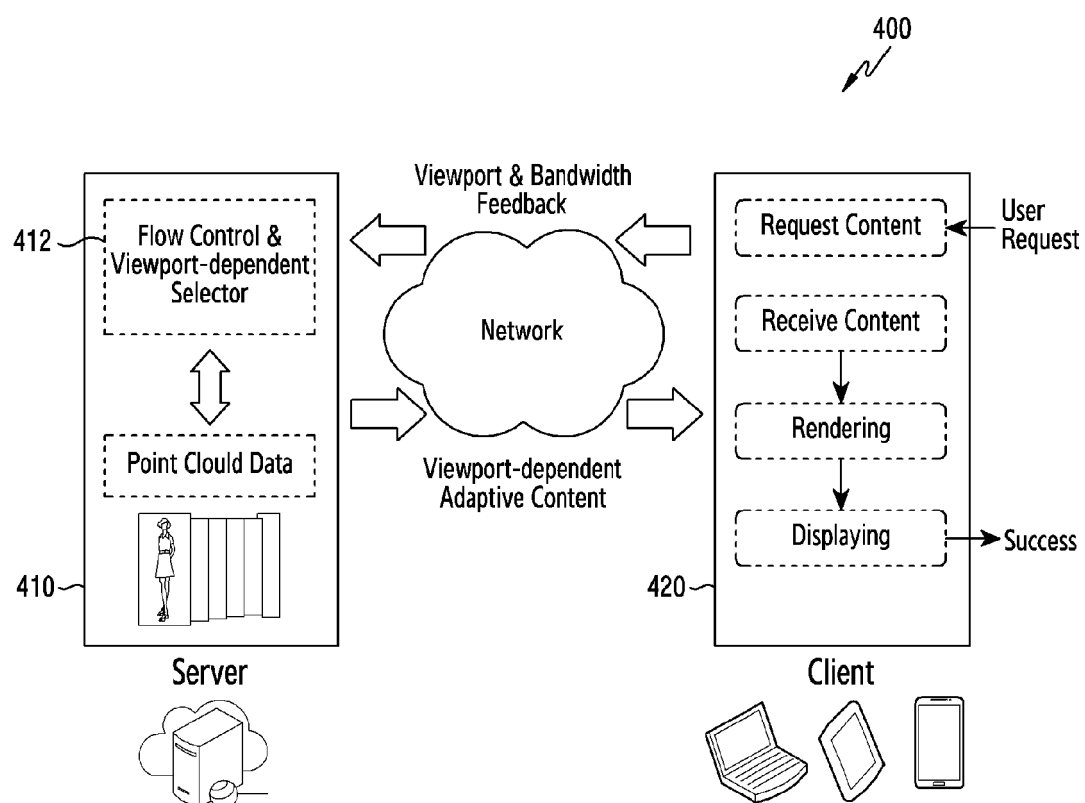 400
Viewport & Bandwidth
Feedback
412
Flow Control &
Viewport-dependent
Selector
Request Content
User
Request
Network
Receive Content
Point Clould Data
Rendering
Viewport-dependent
Adaptive Content
Displaying
Success
410
420
Server
Client